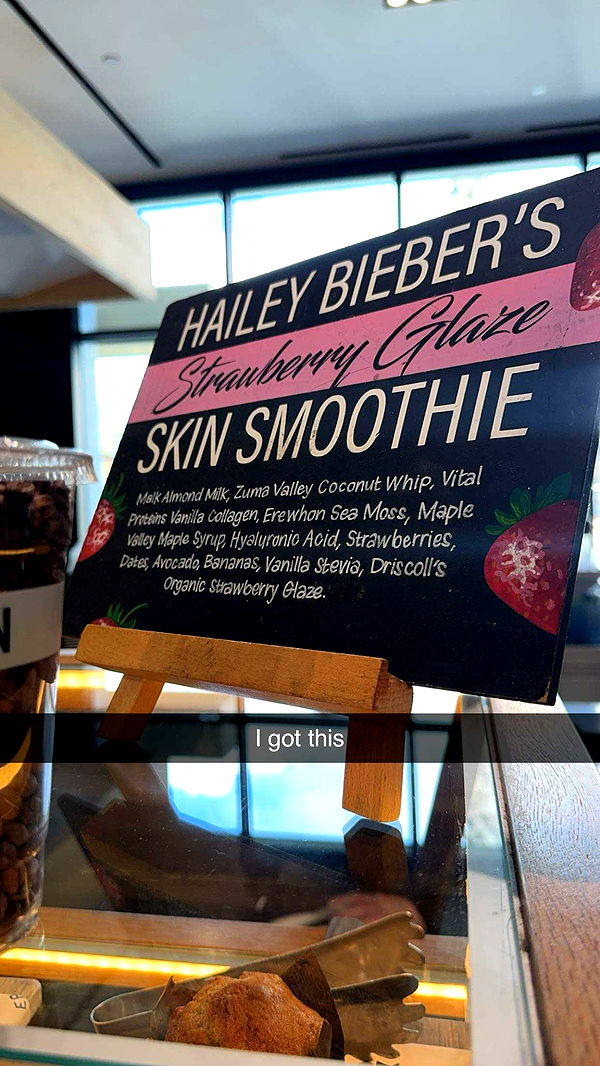 HAILEY BIEBER'S
Strawberry Glaze
SKIN SMOOTHIE
Malk Almond Milk, Zuma Valley Coconut Whip, Vital
Proteins Vanilla Collagen, Erewhon Sea Moss, Maple
Valley Maple Syrup, Hyaluronic Acid, Strawberries,
Dates, Avocado, Bananas, Vanilla Stevia, Driscoll's
Organic Strawberry Glaze.
N
I got this